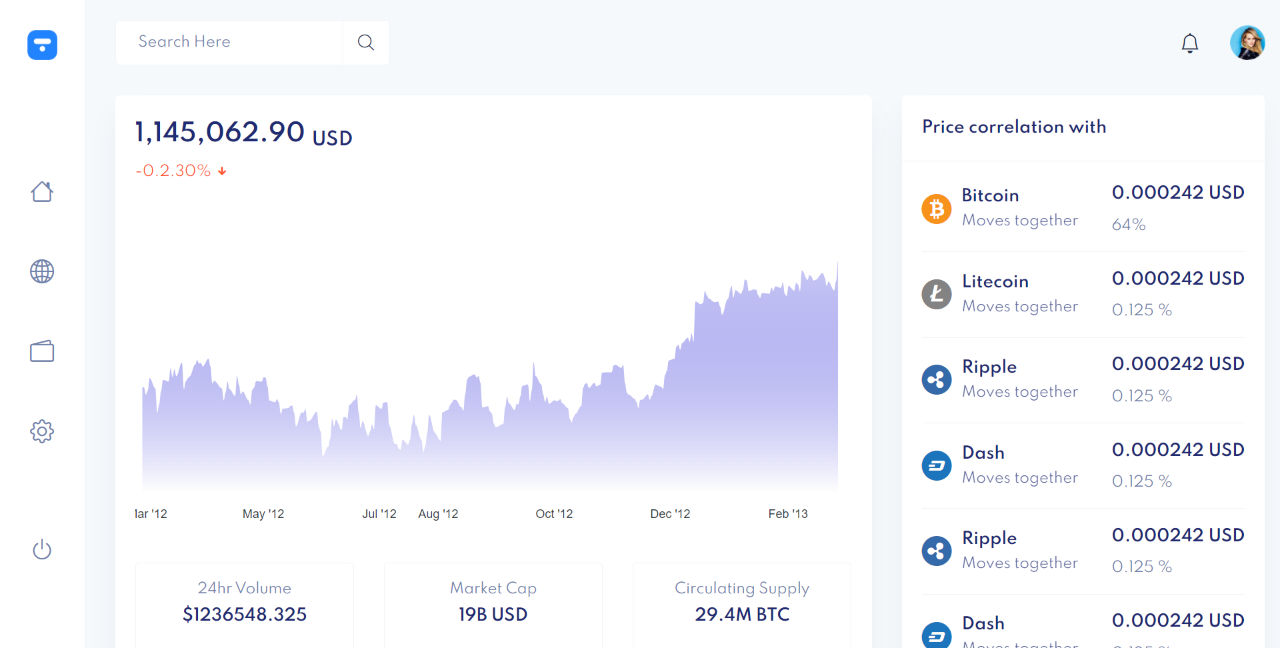 Search Here
1,145,062.90 USD
-0.2.30%
Mar '12 May '12 Jul '12 Aug '12 Oct '12 Dec '12 Feb '13
24hr Volume
$1236548.325
Market Cap
19B USD
Circulating Supply
29.4M BTC
Price correlation with
Bitcoin 0.000242 USD
Moves together 64%
Litecoin 0.000242 USD
Moves together 0.125 %
Ripple 0.000242 USD
Moves together 0.125 %
Dash 0.000242 USD
Moves together 0.125 %
Ripple 0.000242 USD
Moves together 0.125 %
Dash 0.000242 USD
Moves together